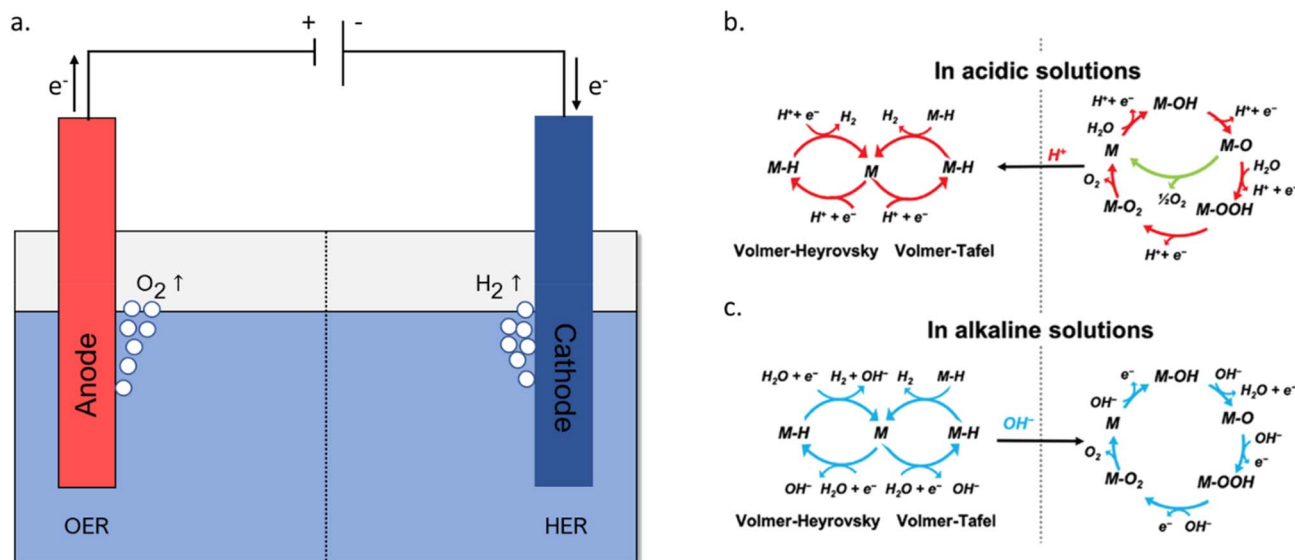 a.
+ -
e⁻
e⁻
O₂ ↑
H₂ ↑
Anode
Cathode
OER
HER
b.
In acidic solutions
H⁺+ e⁻
H₂
H₂
M-H
M-H
M
M-H
H⁺ + e⁻
H⁺ + e⁻
Volmer-Heyrovsky
Volmer-Tafel
H⁺
H⁺+ e⁻
M-OH
H⁺+ e⁻
H₂O
M
M-O
O₂
H₂O
½O₂
H⁺ + e⁻
M-O₂
M-OOH
H⁺+ e⁻
c.
In alkaline solutions
H₂O + e⁻
H₂ + OH⁻
H₂
M-H
M-H
M
M-H
OH⁻
H₂O + e⁻
H₂O + e⁻
OH⁻
Volmer-Heyrovsky
Volmer-Tafel
OH⁻
e⁻
M-OH
OH⁻
OH⁻
H₂O + e⁻
M
M-O
O₂
OH⁻
e⁻
M-O₂
M-OOH
e⁻
OH⁻